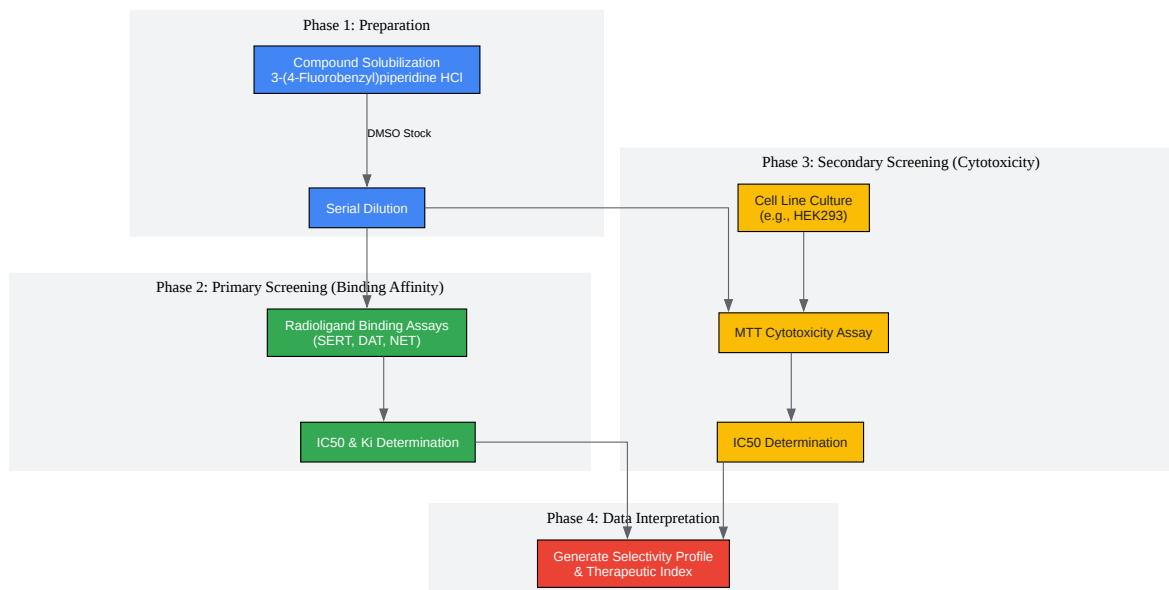 Phase 1: Preparation
Compound Solubilization
3-(4-Fluorobenzyl)piperidine HCl
DMSO Stock
Serial Dilution
Phase 2: Primary Screening (Binding Affinity)
Radioligand Binding Assays
(SERT, DAT, NET)
IC50 & Ki Determination
Phase 3: Secondary Screening (Cytotoxicity)
Cell Line Culture
(e.g., HEK293)
MTT Cytotoxicity Assay
IC50 Determination
Phase 4: Data Interpretation
Generate Selectivity Profile
& Therapeutic Index